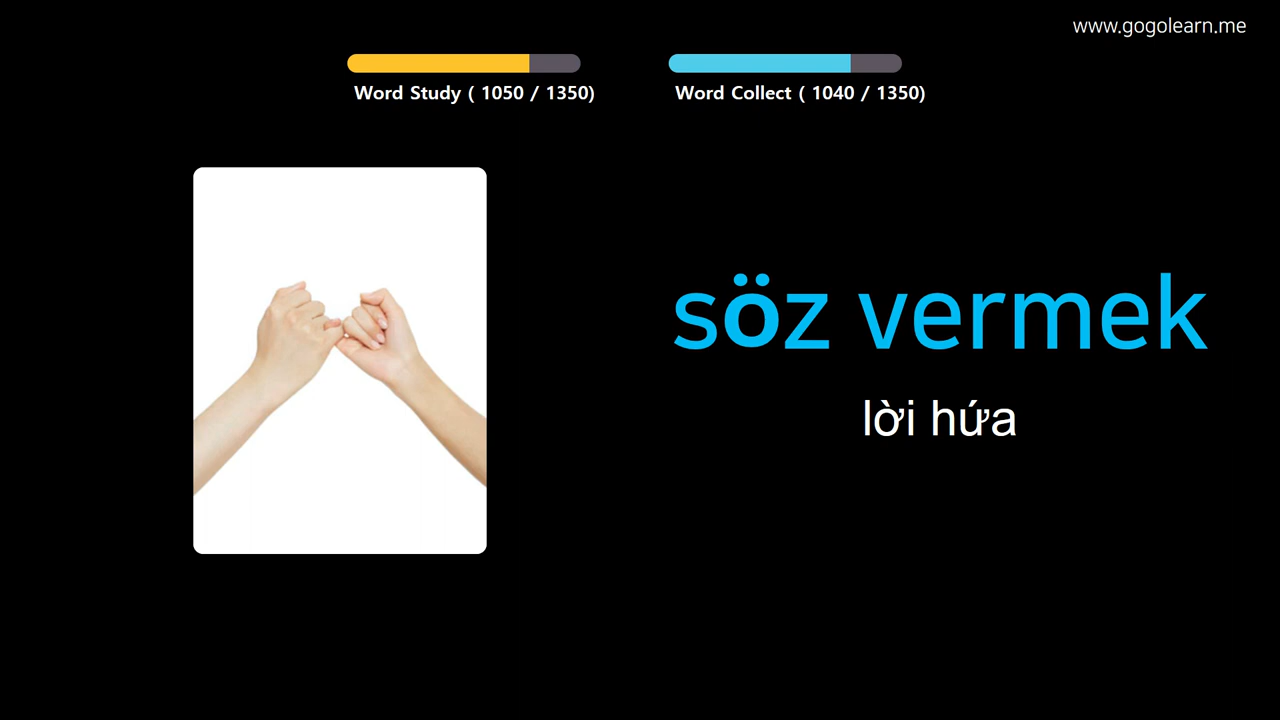 www.gogolearn.me
Word Study ( 1050 / 1350)
Word Collect ( 1040 / 1350)
söz vermek
lời hứa